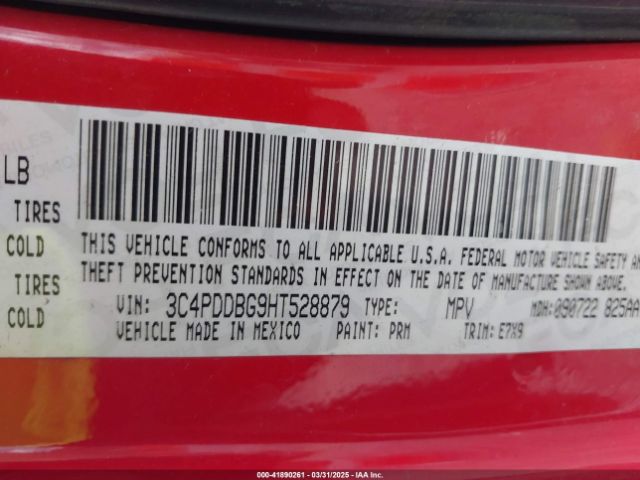 LB
TIRES
COLD
TIRES
COLD
THIS VEHICLE CONFORMS TO ALL APPLICABLE U.S.A. FEDERAL MOTOR VEHICLE SAFETY AN
THEFT PREVENTION STANDARDS IN EFFECT ON THE DATE OF MANUFACTURE SHOWN ABOVE.
VIN: 3C4PDDBG9HT528879 TYPE: MPV MDH:090722 825AA
VEHICLE MADE IN MEXICO PAINT: PRM TRIM: E7X9
000-41890261 - 03/31/2025 - IAA Inc.